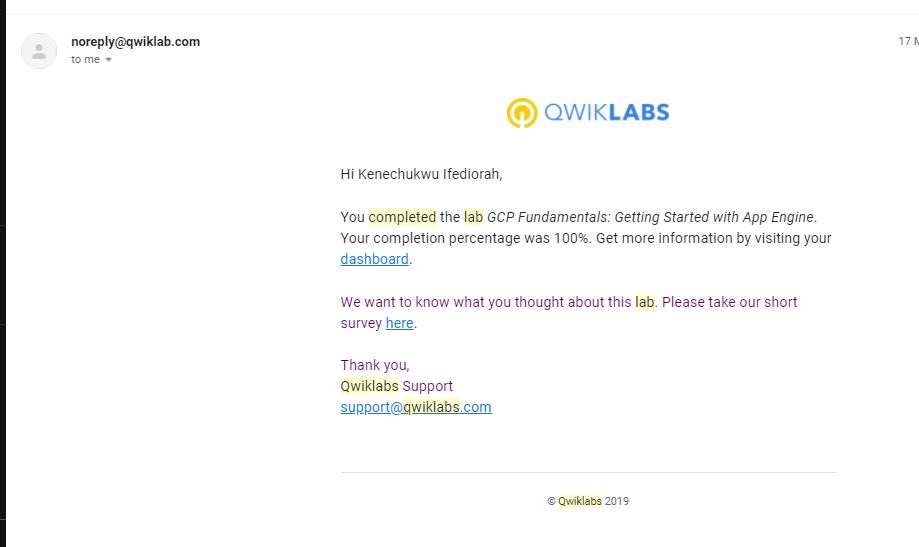 noreply@qwiklab.com
17 M
to me
QWIKLABS
Hi Kenechukwu Ifediorah,
You completed the lab GCP Fundamentals: Getting Started with App Engine.
Your completion percentage was 100%. Get more information by visiting your
dashboard.
We want to know what you thought about this lab. Please take our short
survey here.
Thank you,
Qwiklabs Support
support@qwiklabs.com
© Qwiklabs 2019